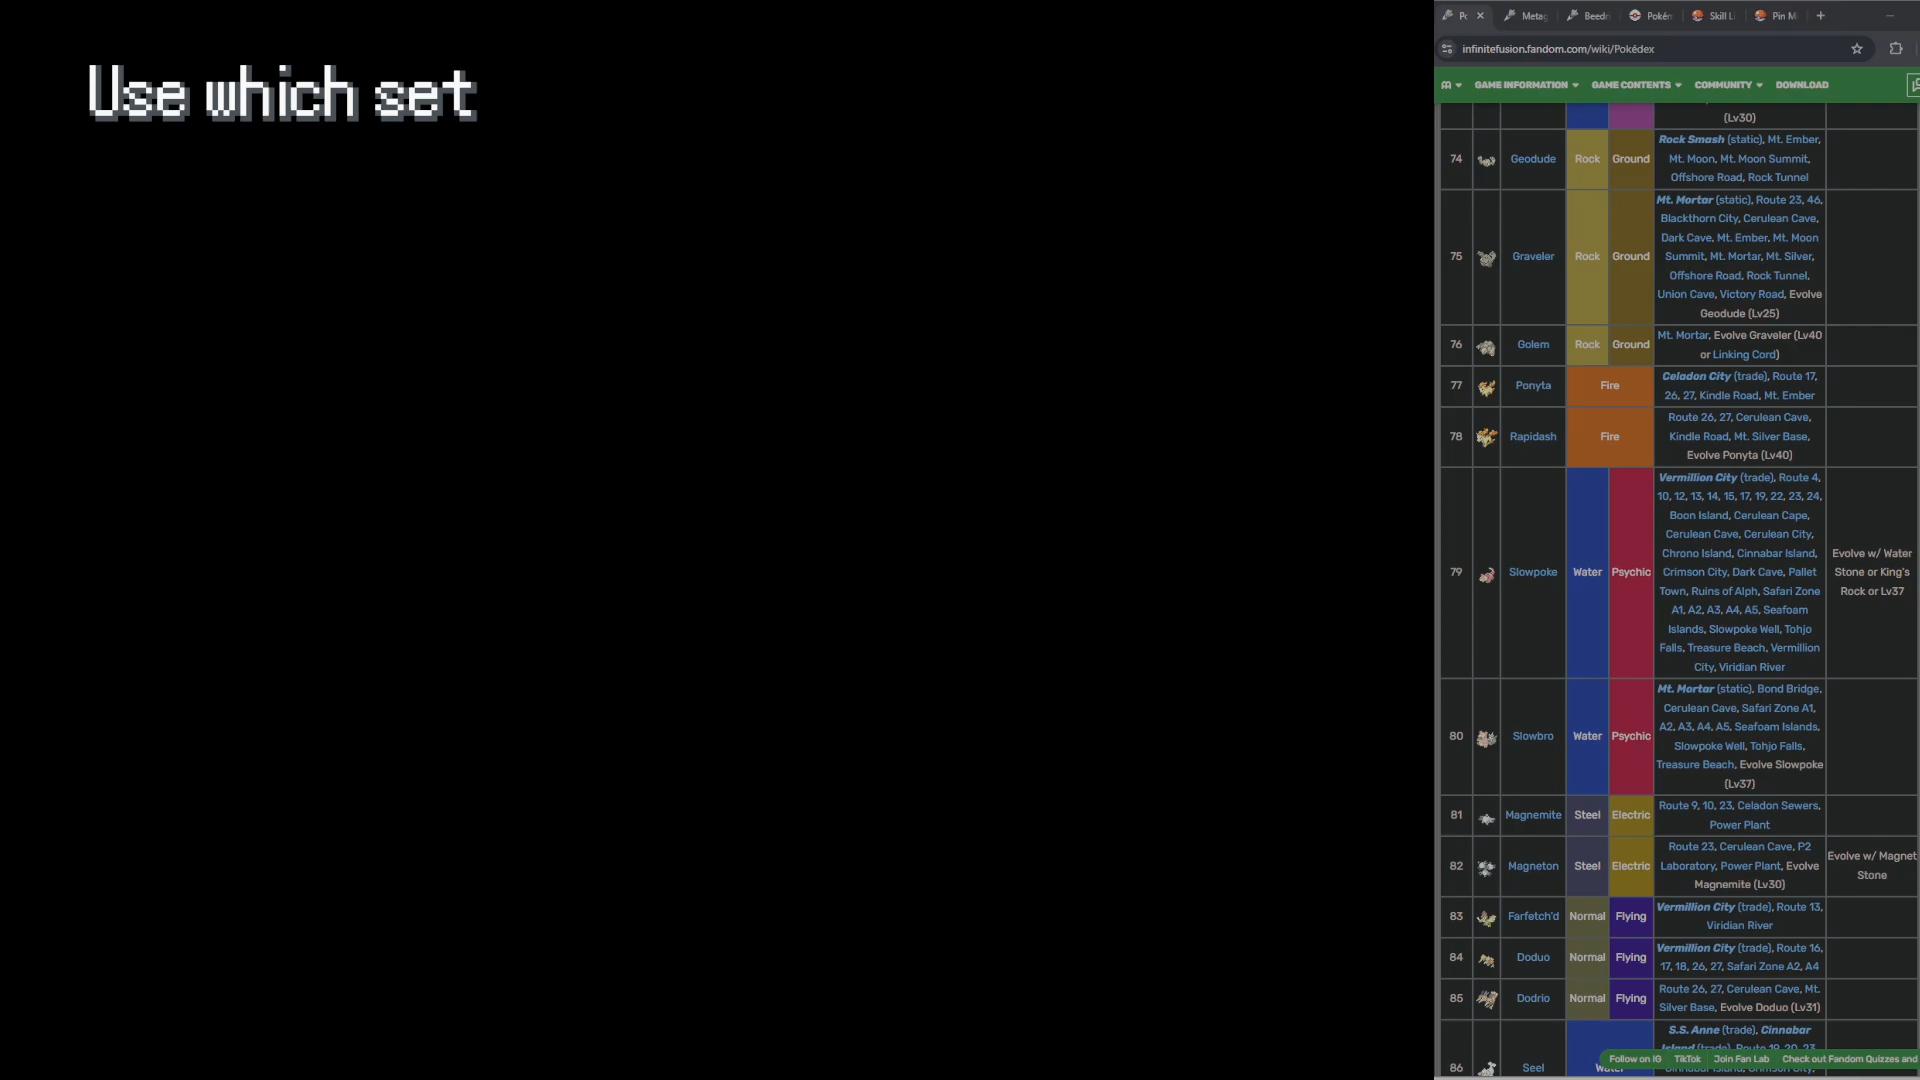 Use which set
Metag
Beedri
Pokém
Skill Li
Pin M
infinitefusion.fandom.com/wiki/Pokédex
GAME INFORMATION
GAME CONTENTS
COMMUNITY
DOWNLOAD
(Lv30)
74 Geodude Rock Ground
Rock Smash (static), Mt. Ember,
Mt. Moon, Mt. Moon Summit,
Offshore Road, Rock Tunnel
75 Graveler Rock Ground
Mt. Mortar (static), Route 23, 46,
Blackthorn City, Cerulean Cave,
Dark Cave, Mt. Ember, Mt. Moon
Summit, Mt. Mortar, Mt. Silver,
Offshore Road, Rock Tunnel,
Union Cave, Victory Road, Evolve
Geodude (Lv25)
76 Golem Rock Ground
Mt. Mortar, Evolve Graveler (Lv40
or Linking Cord)
77 Ponyta Fire
Celadon City (trade), Route 17,
26, 27, Kindle Road, Mt. Ember
78 Rapidash Fire
Route 26, 27, Cerulean Cave,
Kindle Road, Mt. Silver Base,
Evolve Ponyta (Lv40)
79 Slowpoke Water Psychic
Vermillion City (trade), Route 4,
10, 12, 13, 14, 15, 17, 19, 22, 23, 24,
Boon Island, Cerulean Cape,
Cerulean Cave, Cerulean City,
Chrono Island, Cinnabar Island,
Crimson City, Dark Cave, Pallet
Town, Ruins of Alph, Safari Zone
A1, A2, A3, A4, A5, Seafoam
Islands, Slowpoke Well, Tohjo
Falls, Treasure Beach, Vermillion
City, Viridian River
Evolve w/ Water
Stone or King's
Rock or Lv37
80 Slowbro Water Psychic
Mt. Mortar (static), Bond Bridge,
Cerulean Cave, Safari Zone A1,
A2, A3, A4, A5, Seafoam Islands,
Slowpoke Well, Tohjo Falls,
Treasure Beach, Evolve Slowpoke
(Lv37)
81 Magnemite Steel Electric
Route 9, 10, 23, Celadon Sewers,
Power Plant
82 Magneton Steel Electric
Route 23, Cerulean Cave, P2
Laboratory, Power Plant, Evolve
Magnemite (Lv30)
Evolve w/ Magnet
Stone
83 Farfetch'd Normal Flying
Vermillion City (trade), Route 13,
Viridian River
84 Doduo Normal Flying
Vermillion City (trade), Route 16,
17, 18, 26, 27, Safari Zone A2, A4
85 Dodrio Normal Flying
Route 26, 27, Cerulean Cave, Mt.
Silver Base, Evolve Doduo (Lv31)
86 Seel
S.S. Anne (trade), Cinnabar
Follow on IG TikTok Join Fan Lab Check out Fandom Quizzes and